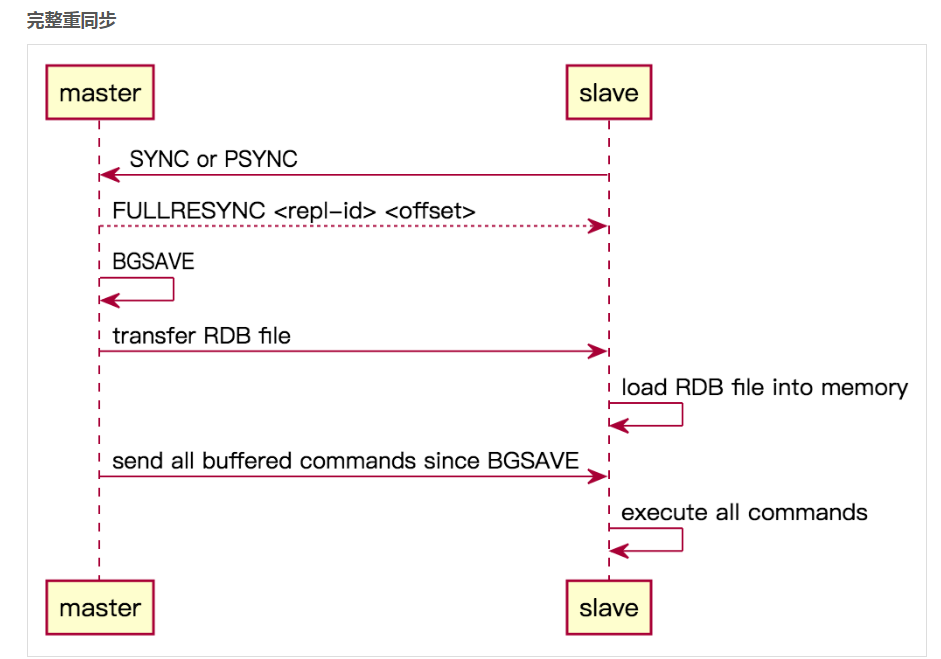 完整重同步
master
slave
SYNC or PSYNC
FULLRESYNC <repl-id> <offset>
BGSAVE
transfer RDB file
load RDB file into memory
send all buffered commands since BGSAVE
execute all commands
master
slave